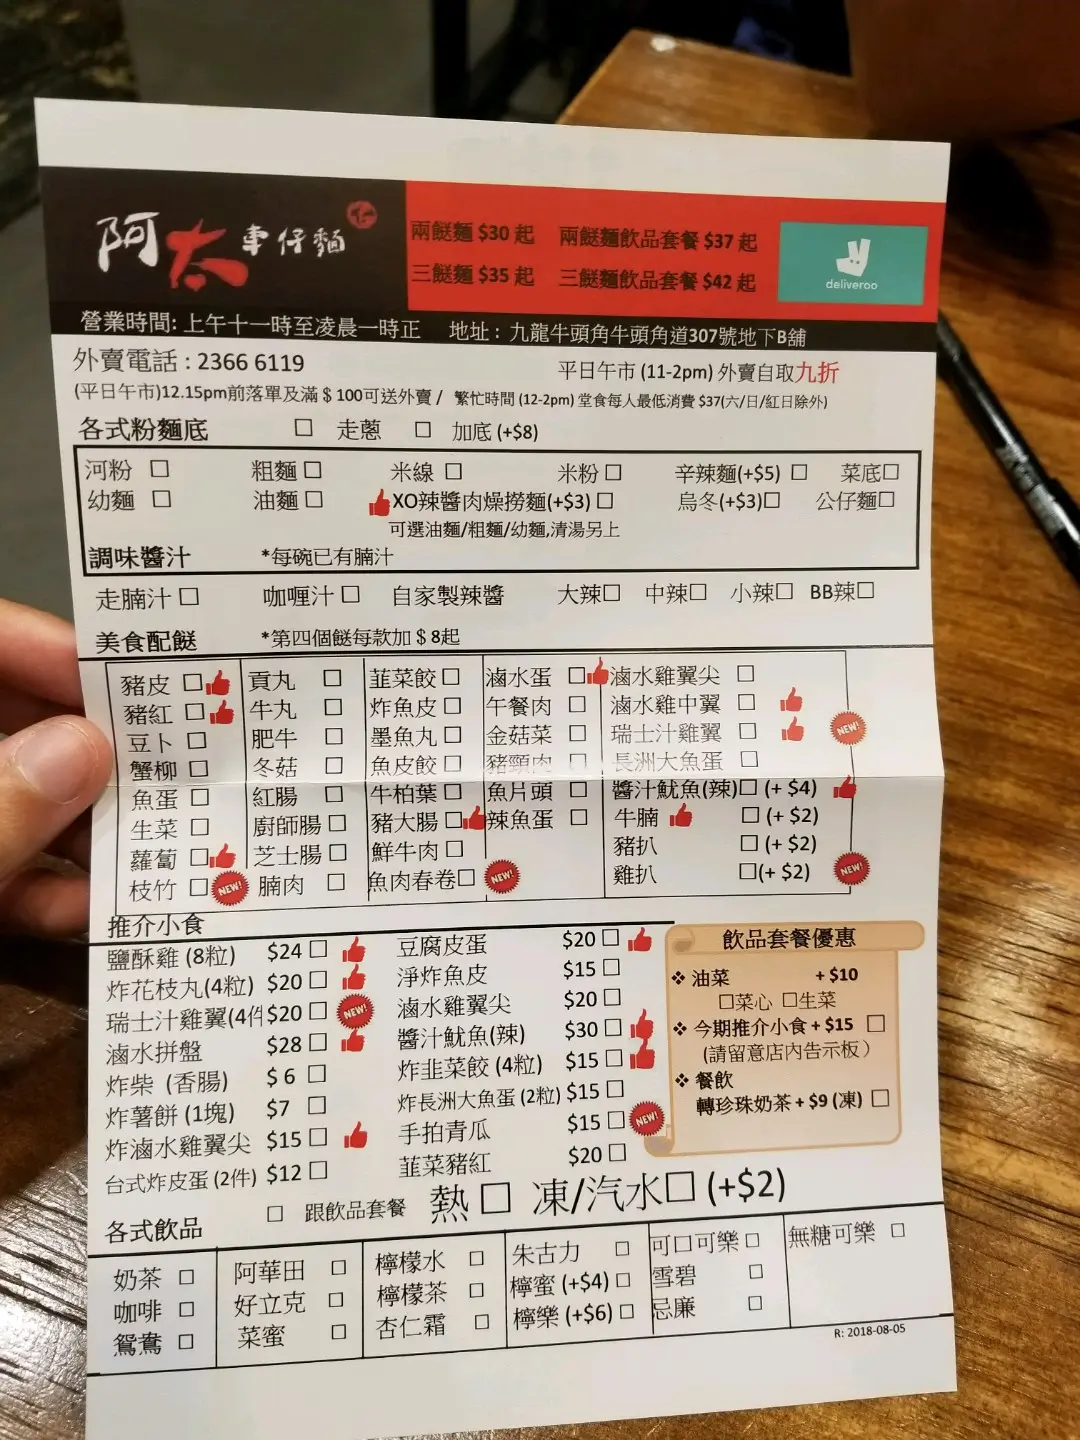 阿太車仔麵
兩餸麵 $30 起 兩餸麵飲品套餐 $37 起
三餸麵 $35 起 三餸麵飲品套餐 $42 起
deliveroo
營業時間: 上午十一時至凌晨一時正 地址 : 九龍牛頭角牛頭角道307號地下B舖
外賣電話 : 2366 6119 平日午市 (11-2pm) 外賣自取九折
(平日午市)12.15pm前落單及滿 $ 100可送外賣 / 繁忙時間 (12-2pm) 堂食每人最低消費 $37(六/日/紅日除外)
各式粉麵底 □ 走蔥 □ 加底 (+$8)
河粉 □ 粗麵 □ 米線 □ 米粉 □ 辛辣麵(+$5) □ 菜底 □
幼麵 □ 油麵 □ XO辣醬肉燥撈麵(+$3) □ 烏冬(+$3) □ 公仔麵 □
可選油麵/粗麵/幼麵,清湯另上
調味醬汁 *每碗已有腩汁
走腩汁 □ 咖喱汁 □ 自家製辣醬 大辣 □ 中辣 □ 小辣 □ BB辣 □
美食配餸 *第四個餸每款加 $ 8起
豬皮 □ 貢丸 □ 韮菜餃 □ 滷水蛋 □ 滷水雞翼尖 □
豬紅 □ 牛丸 □ 炸魚皮 □ 午餐肉 □ 滷水雞中翼 □
豆卜 □ 肥牛 □ 墨魚丸 □ 金菇菜 □ 瑞士汁雞翼 □ NEW!
蟹柳 □ 冬菇 □ 魚皮餃 □ 豬頸肉 □ 長洲大魚蛋 □
魚蛋 □ 紅腸 □ 牛柏葉 □ 魚片頭 □ 醬汁魷魚(辣) □ (+ $4)
生菜 □ 廚師腸 □ 豬大腸 □ 辣魚蛋 □ 牛腩 □ (+ $2)
蘿蔔 □ 芝士腸 □ 鮮牛肉 □ 豬扒 □ (+ $2)
枝竹 □ NEW! 腩肉 □ 魚肉春卷 □ NEW! 雞扒 □ (+ $2) NEW!
推介小食
鹽酥雞 (8粒) $24 □ 豆腐皮蛋 $20 □
炸花枝丸(4粒) $20 □ 淨炸魚皮 $15 □
瑞士汁雞翼(4件 $20 □ NEW! 滷水雞翼尖 $20 □
滷水拼盤 $28 □ 醬汁魷魚(辣) $30 □
炸柴 (香腸) $ 6 □ 炸韭菜餃 (4粒) $15 □
炸薯餅 (1塊) $7 □ 炸長洲大魚蛋 (2粒) $15 □
炸滷水雞翼尖 $15 □ 手拍青瓜 $15 □ NEW!
台式炸皮蛋 (2件) $12 □ 韮菜豬紅 $20 □
飲品套餐優惠
❖ 油菜 + $10
□菜心 □生菜
❖ 今期推介小食 + $15 □
(請留意店內告示板 )
❖ 餐飲
轉珍珠奶茶 + $9 (凍) □
各式飲品 □ 跟飲品套餐 熱 □ 凍/汽水 □ (+$2)
奶茶 □ 阿華田 □ 檸檬水 □ 朱古力 □ 可口可樂 □ 無糖可樂 □
咖啡 □ 好立克 □ 檸檬茶 □ 檸蜜 (+$4) □ 雪碧 □
鴛鴦 □ 菜蜜 □ 杏仁霜 □ 檸樂 (+$6) □ 忌廉 □
R: 2018-08-05